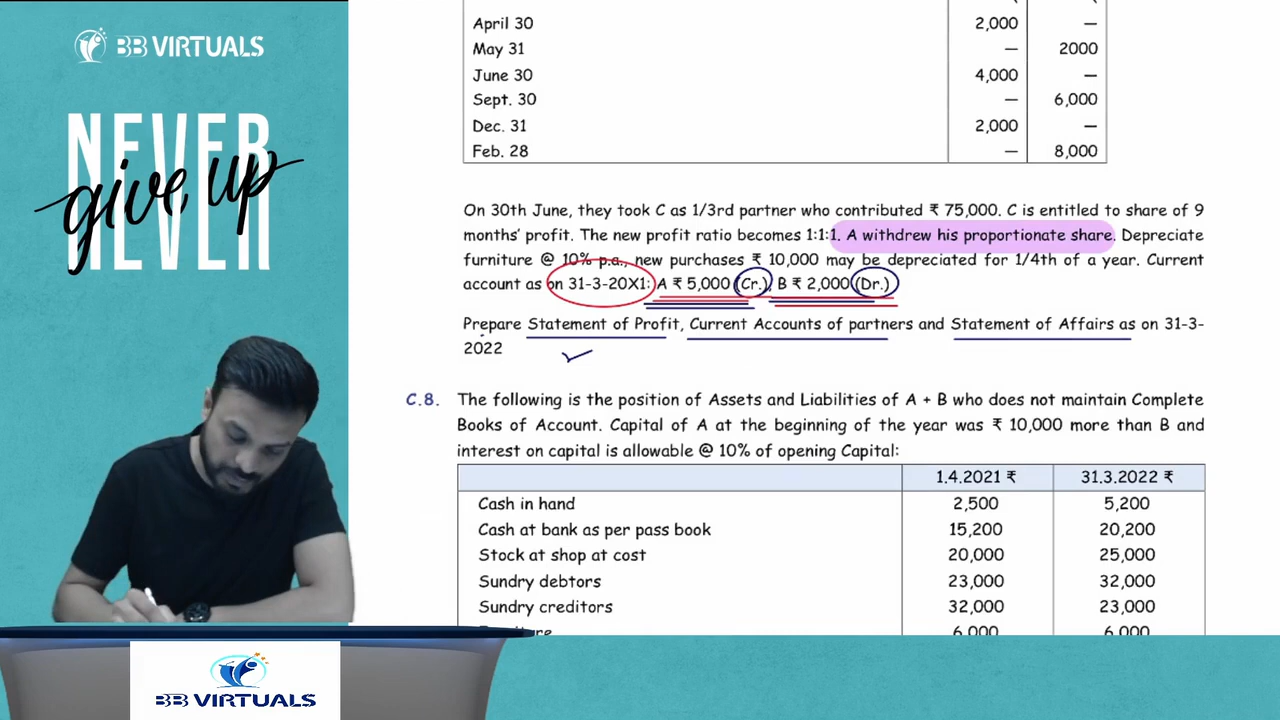 BB VIRTUALS
NEVER
give up
NEVER
April 30 2,000 —
May 31 — 2000
June 30 4,000 —
Sept. 30 — 6,000
Dec. 31 2,000 —
Feb. 28 — 8,000
On 30th June, they took C as 1/3rd partner who contributed ₹ 75,000. C is entitled to share of 9
months' profit. The new profit ratio becomes 1:1:1. A withdrew his proportionate share. Depreciate
furniture @ 10% p.a., new purchases ₹ 10,000 may be depreciated for 1/4th of a year. Current
account as on 31-3-20X1: A ₹ 5,000 (Cr.), B ₹ 2,000 (Dr.)
Prepare Statement of Profit, Current Accounts of partners and Statement of Affairs as on 31-3-
2022
C.8. The following is the position of Assets and Liabilities of A + B who does not maintain Complete
Books of Account. Capital of A at the beginning of the year was ₹ 10,000 more than B and
interest on capital is allowable @ 10% of opening Capital:
1.4.2021 ₹ 31.3.2022 ₹
Cash in hand 2,500 5,200
Cash at bank as per pass book 15,200 20,200
Stock at shop at cost 20,000 25,000
Sundry debtors 23,000 32,000
Sundry creditors 32,000 23,000
6,000 6,000
BB VIRTUALS